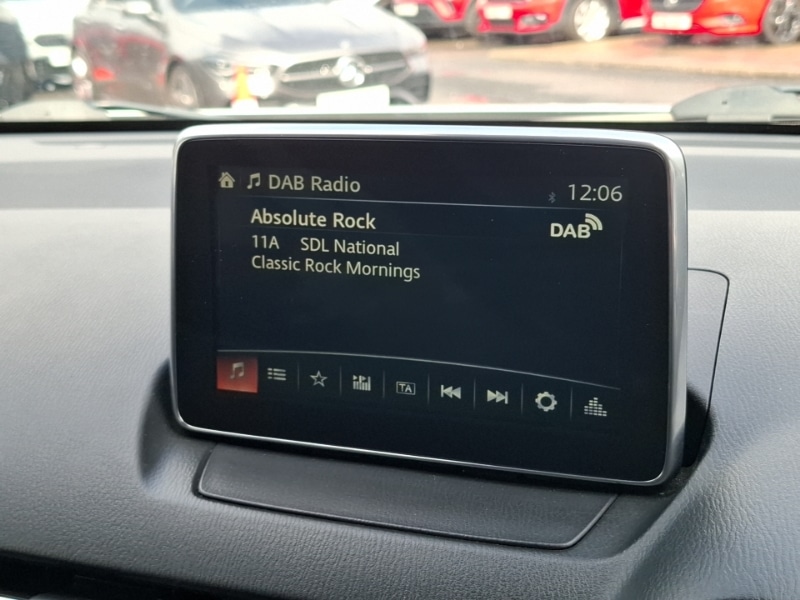 DAB Radio
12:06
Absolute Rock
DAB
11A SDL National
Classic Rock Mornings
TA